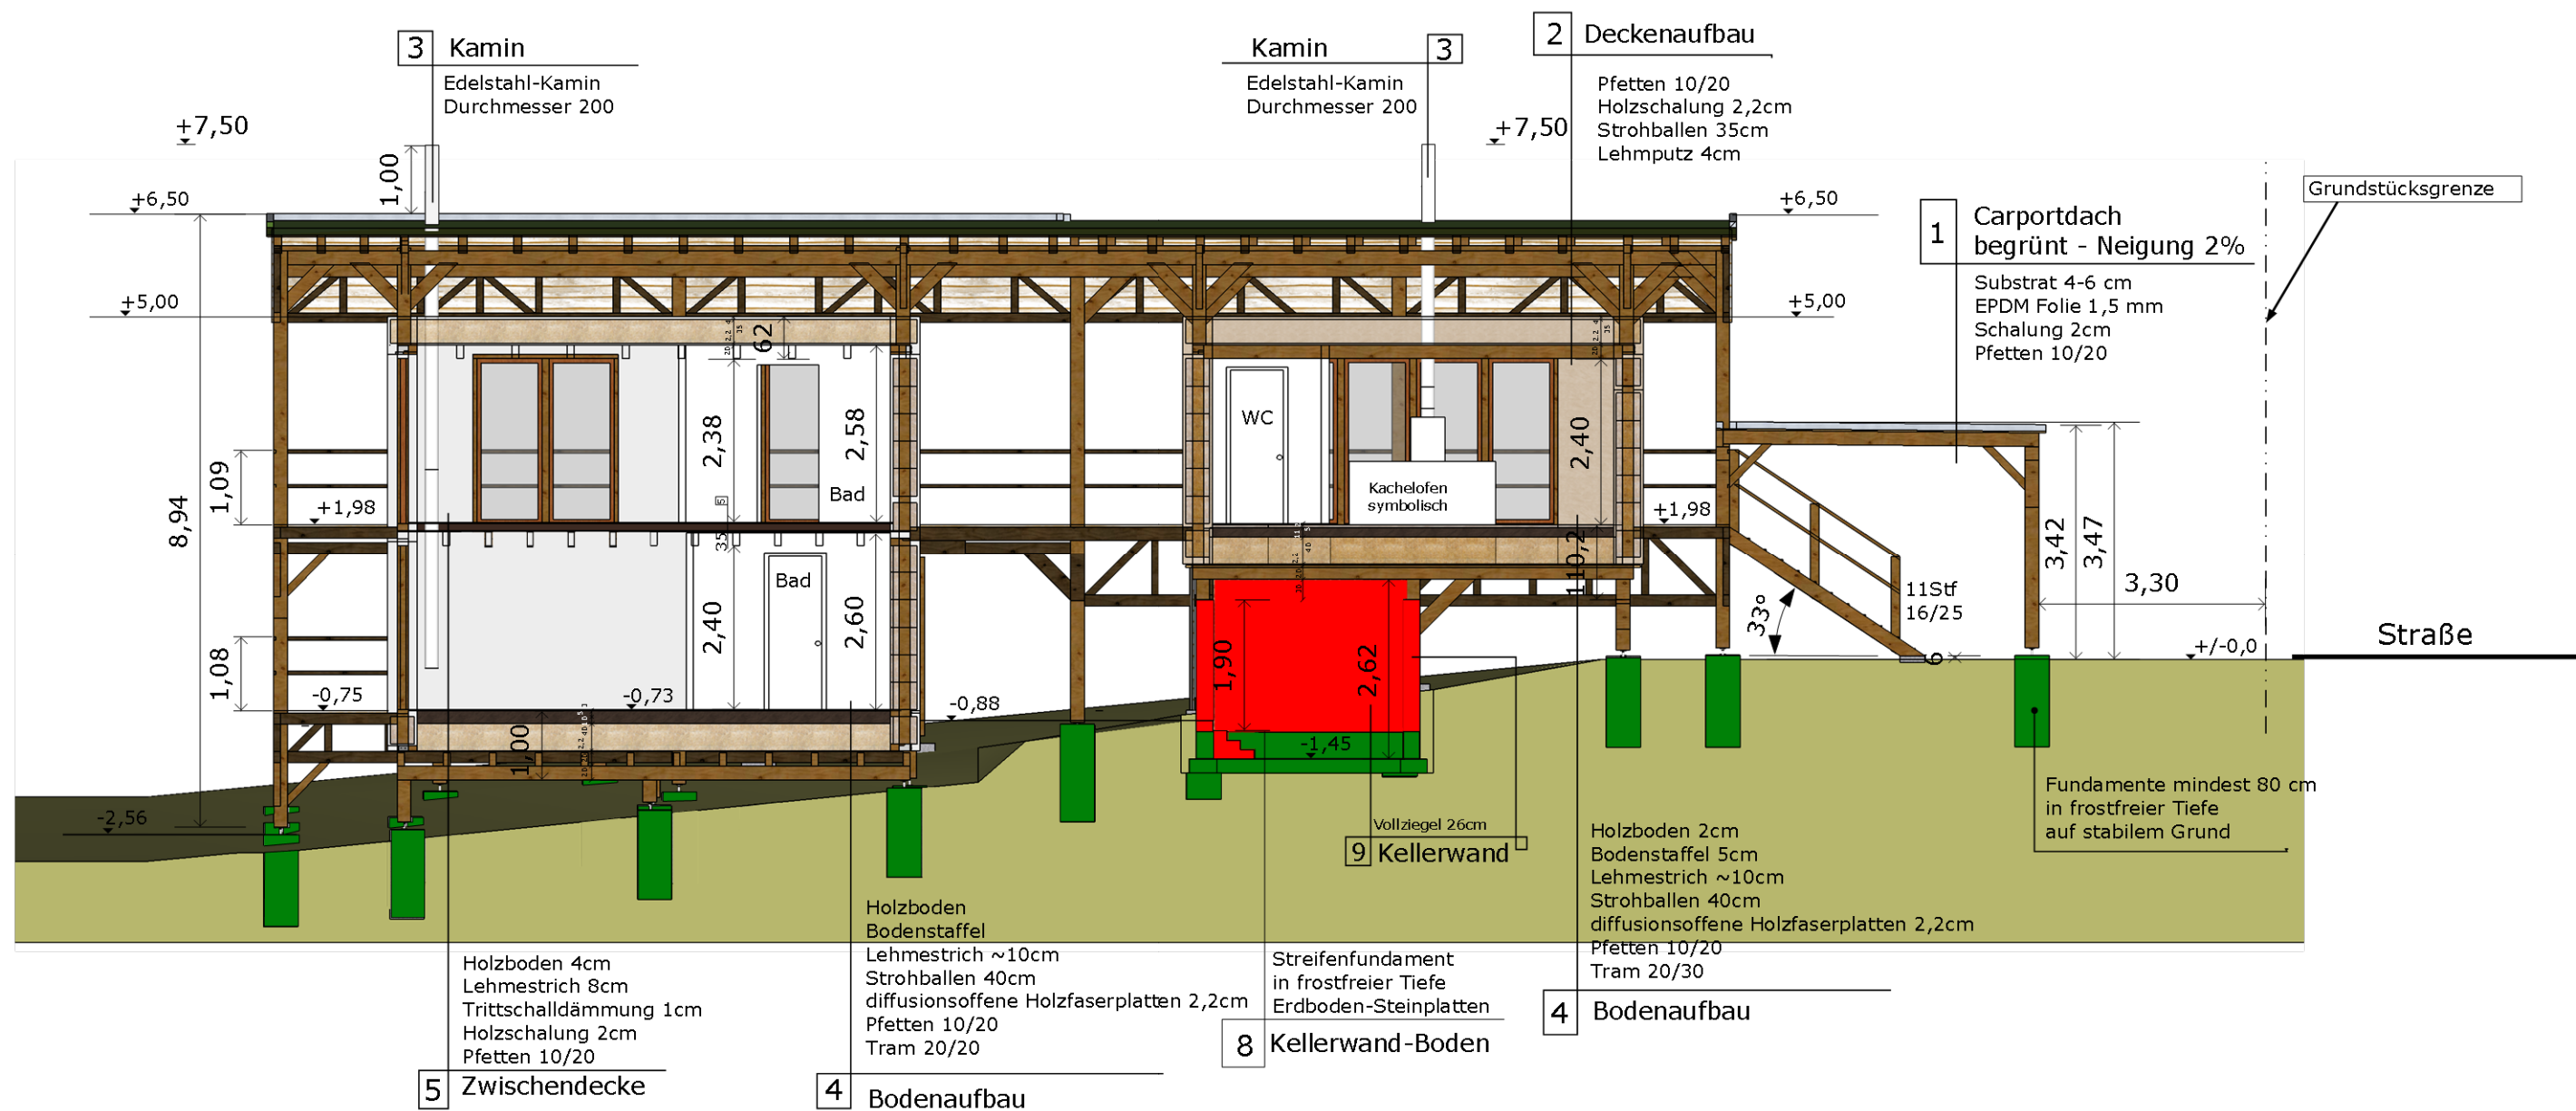 3 Kamin
Edelstahl-Kamin
Durchmesser 200
Kamin 3
Edelstahl-Kamin
Durchmesser 200
2 Deckenaufbau
Pfetten 10/20
Holzschalung 2,2cm
Strohballen 35cm
Lehmputz 4cm
+7,50
1,00
+7,50
+6,50
+6,50
Grundstücksgrenze
1 Carportdach
begrünt - Neigung 2%
Substrat 4-6 cm
EPDM Folie 1,5 mm
Schalung 2cm
Pfetten 10/20
+5,00
+5,00
62
8,94
1,09
+1,98
2,38
2,58
Bad
5
35
WC
Kachelofen
symbolisch
2,40
+1,98
110,2
1,08
-0,75
-0,73
Bad
2,40
2,60
1,00
-0,88
1,90
2,62
-1,45
33°
11Stf
16/25
6
3,42
3,47
3,30
+/-0,0
Straße
-2,56
Fundamente mindest 80 cm
in frostfreier Tiefe
auf stabilem Grund
Vollziegel 26cm
9 Kellerwand
Holzboden 2cm
Bodenstaffel 5cm
Lehmestrich ~10cm
Strohballen 40cm
diffusionsoffene Holzfaserplatten 2,2cm
Pfetten 10/20
Tram 20/30
4 Bodenaufbau
Streifenfundament
in frostfreier Tiefe
Erdboden-Steinplatten
8 Kellerwand-Boden
Holzboden
Bodenstaffel
Lehmestrich ~10cm
Strohballen 40cm
diffusionsoffene Holzfaserplatten 2,2cm
Pfetten 10/20
Tram 20/20
4 Bodenaufbau
Holzboden 4cm
Lehmestrich 8cm
Trittschalldämmung 1cm
Holzschalung 2cm
Pfetten 10/20
5 Zwischendecke